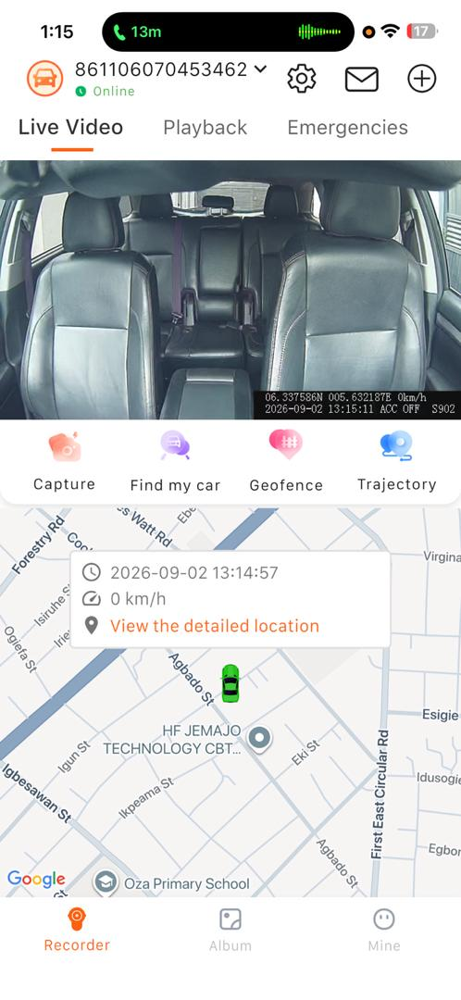 1:15
13m
17
861106070453462
Online
Live Video
Playback
Emergencies
06.337586N 005.632187E 0km/h
2026-09-02 13:15:11 ACC OFF S902
Capture
Find my car
Geofence
Trajectory
ss Watt Rd
Ebe
Forestry Rd
Virgina
2026-09-02 13:14:57
0 km/h
View the detailed location
Isiruhe S
Irie
Ogiefa St
Agbado St
HF JEMAJO
TECHNOLOGY CBT...
Esigie
Igun St
Eki St
First East Circular Rd
Idusogie
Igbesawan St
Ikpeama St
Egbor
Agbado St
Google
St
Oza Primary School
Recorder
Album
Mine